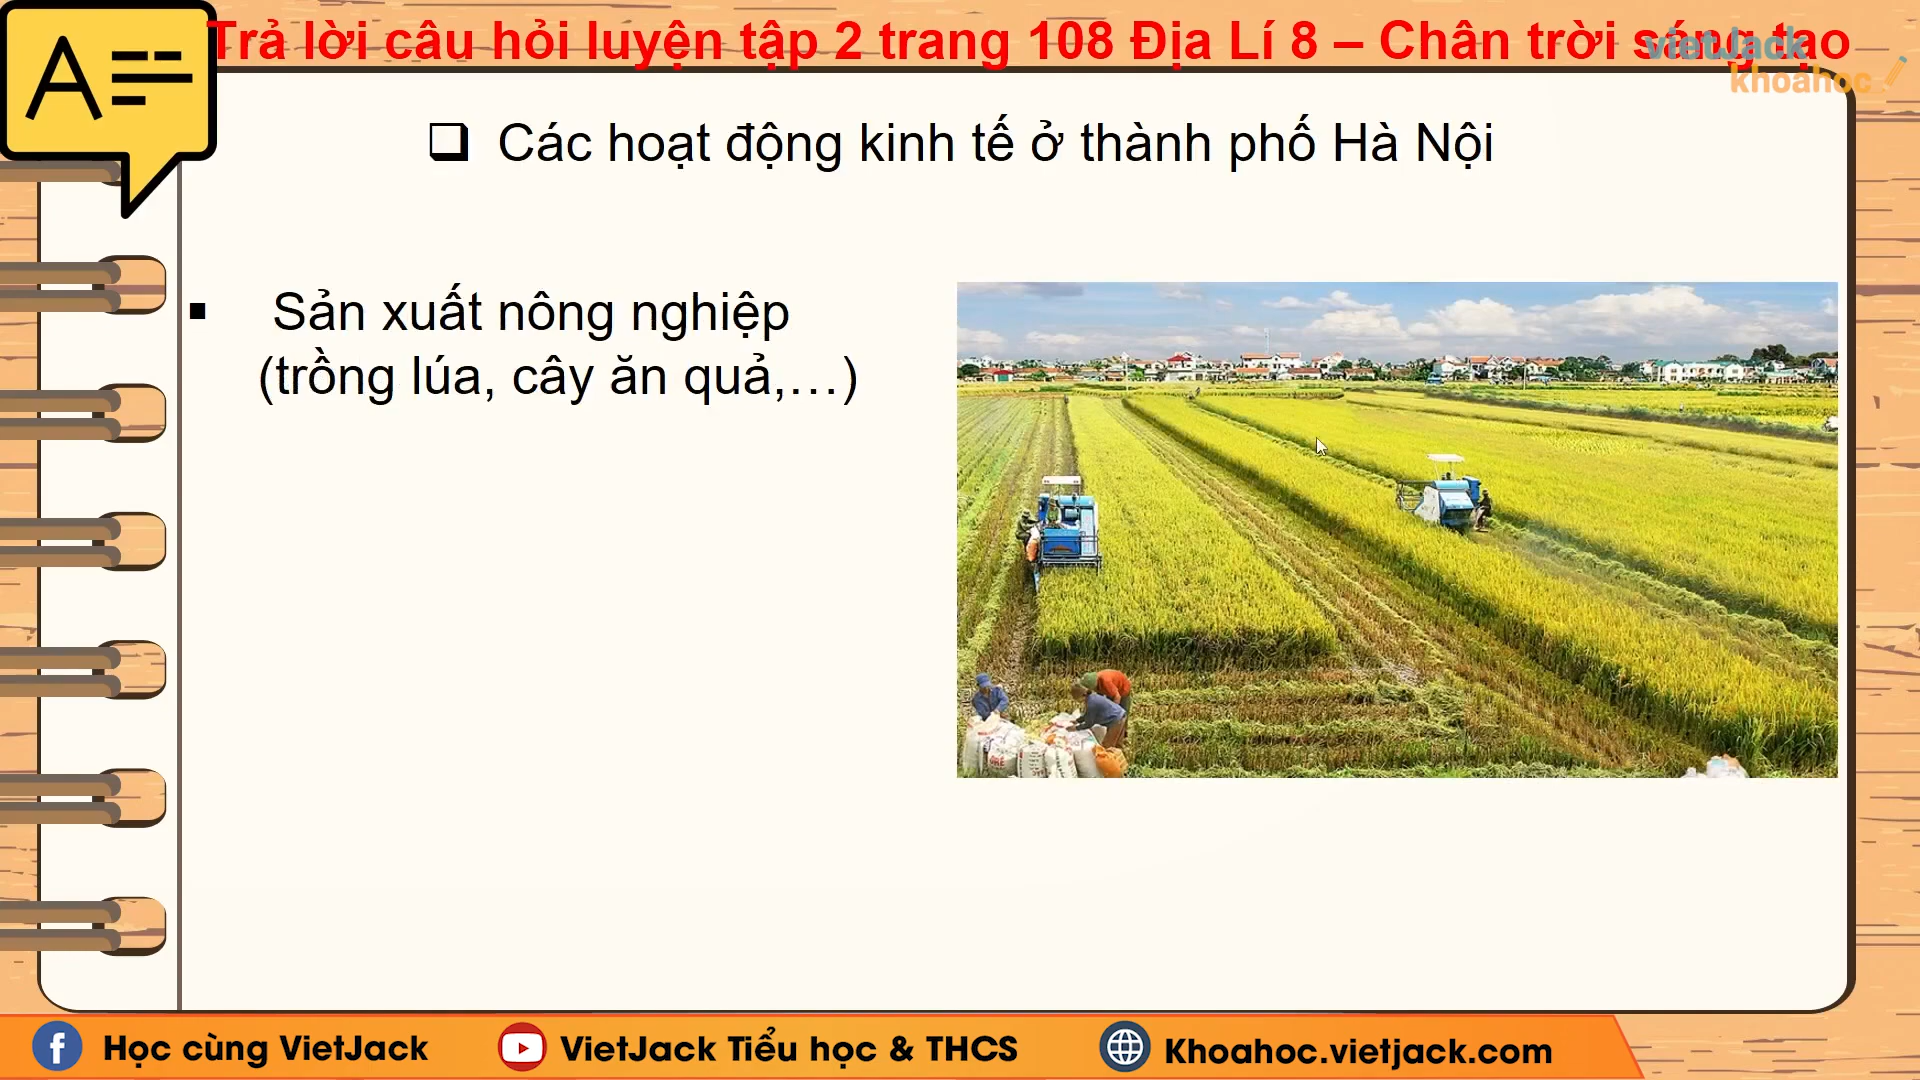 Trả lời câu hỏi luyện tập 2 trang 108 Địa Lí 8 – Chân trời sáng tạo
vietJack
khoahoc
A
❑ Các hoạt động kinh tế ở thành phố Hà Nội
▪ Sản xuất nông nghiệp
(trồng lúa, cây ăn quả,…)
Học cùng VietJack
VietJack Tiểu học & THCS
Khoahoc.vietjack.com